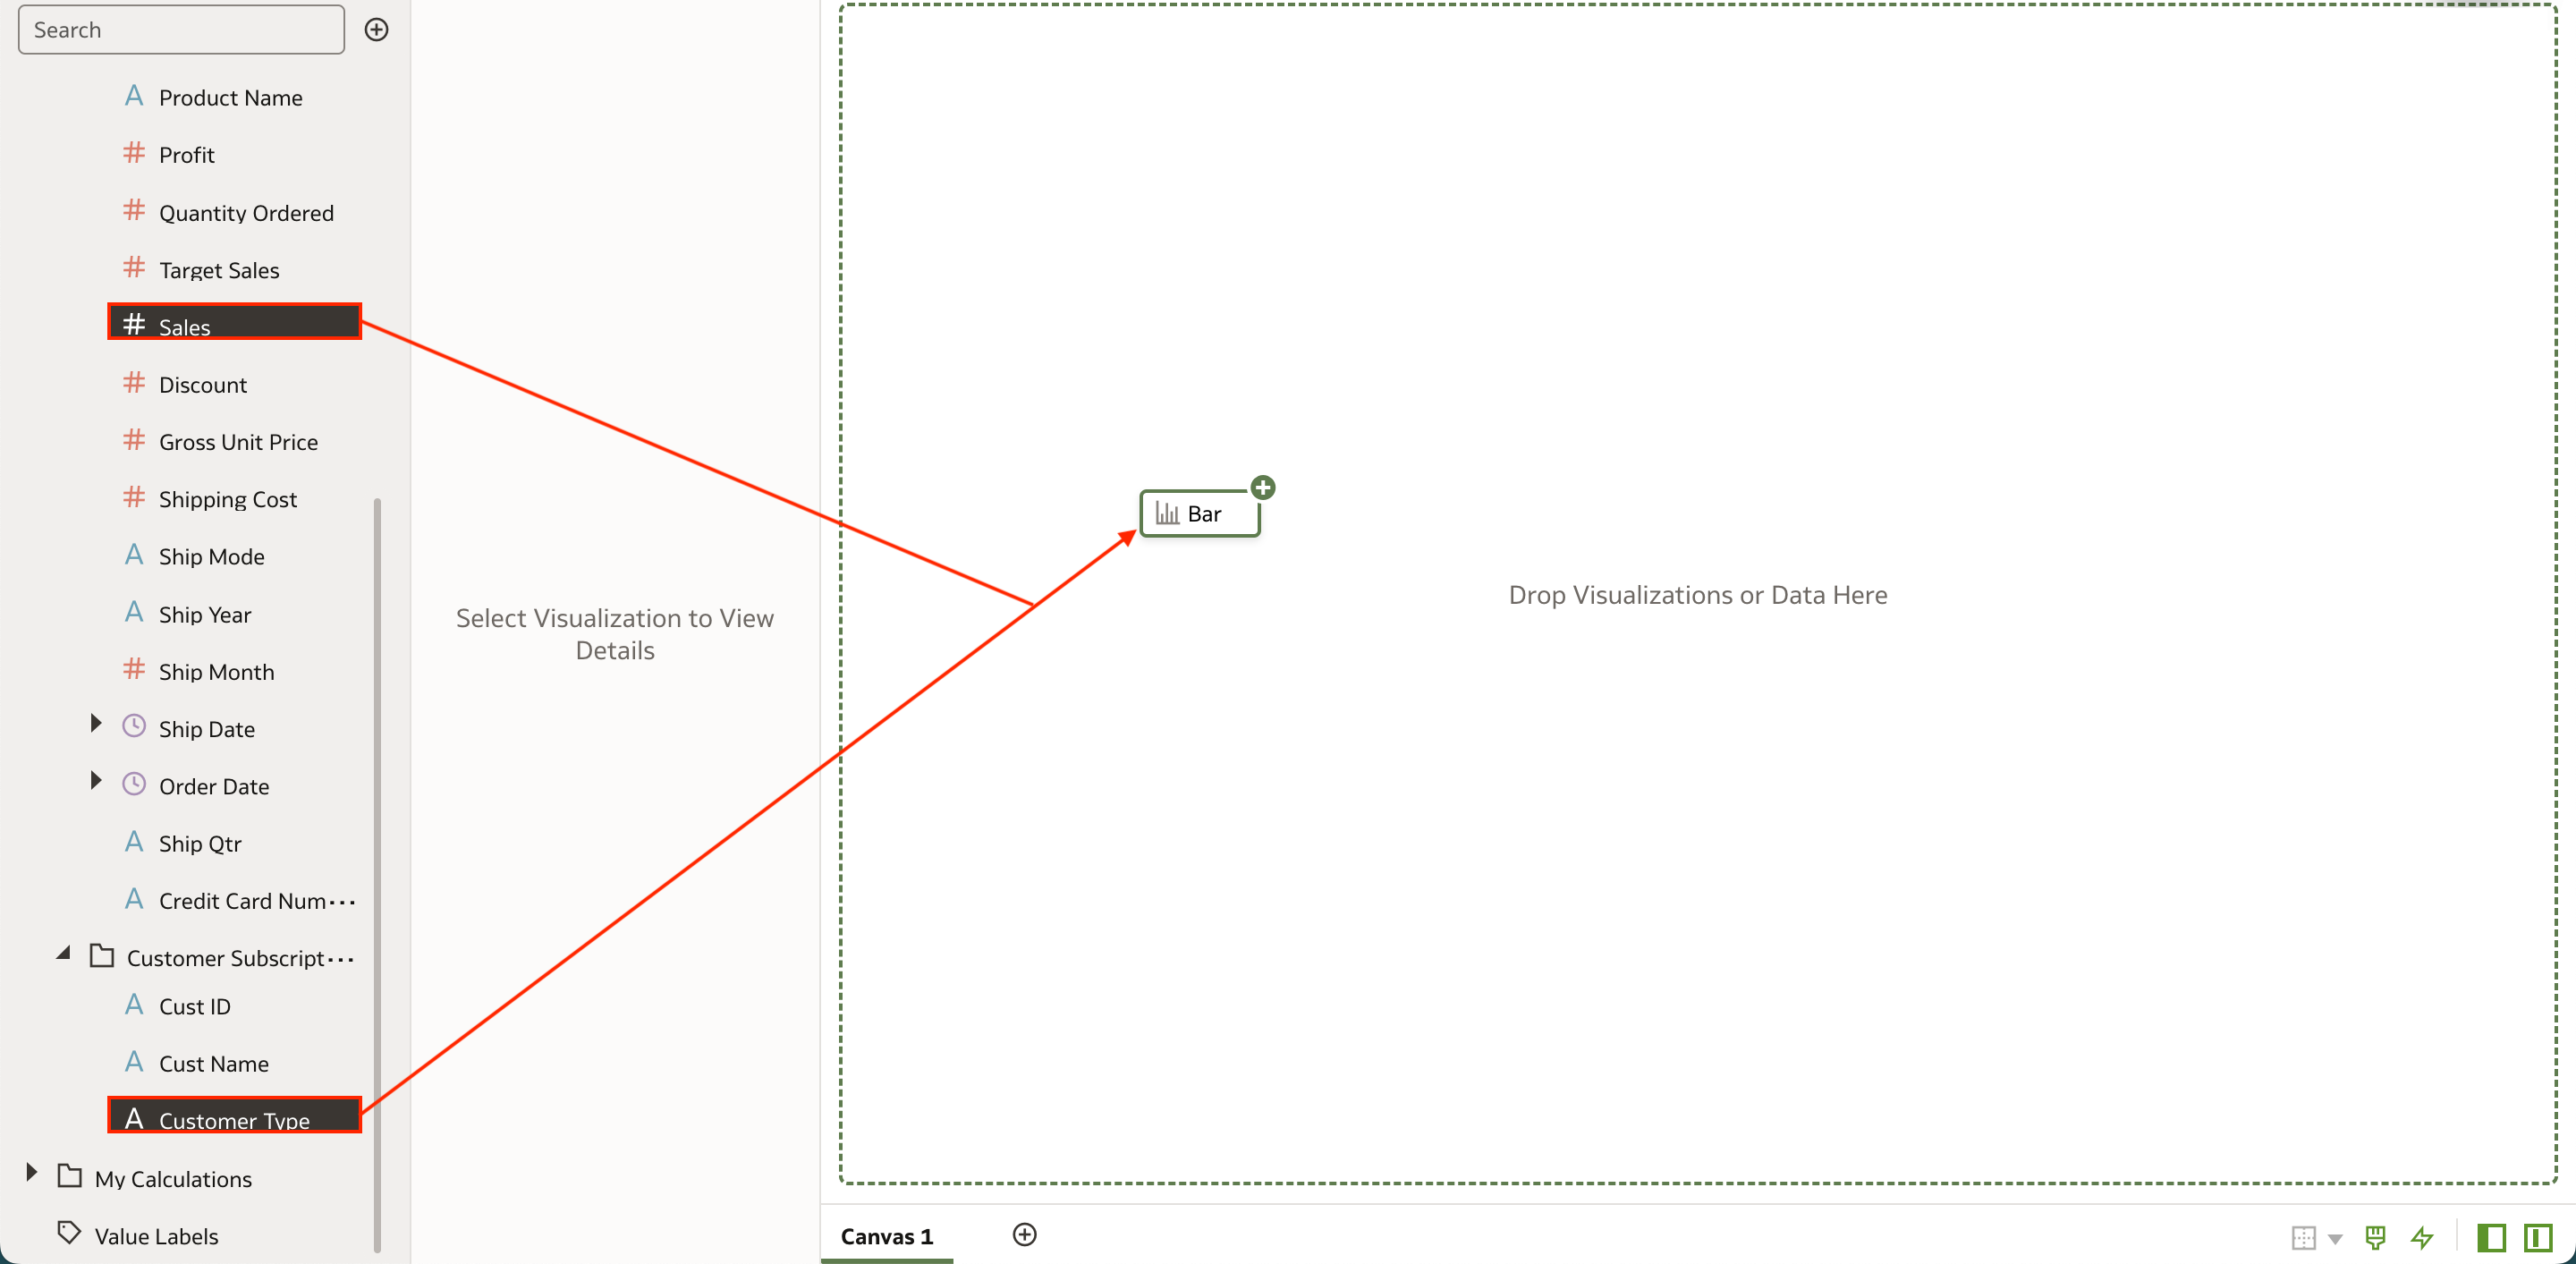 Search
Product Name
Profit
Quantity Ordered
Target Sales
Sales
Discount
Gross Unit Price
Shipping Cost
Ship Mode
Ship Year
Ship Month
Ship Date
Order Date
Ship Qtr
Credit Card Num...
Customer Subscript...
Cust ID
Cust Name
Customer Type
My Calculations
Value Labels
Select Visualization to View
Details
Bar
Drop Visualizations or Data Here
Canvas 1